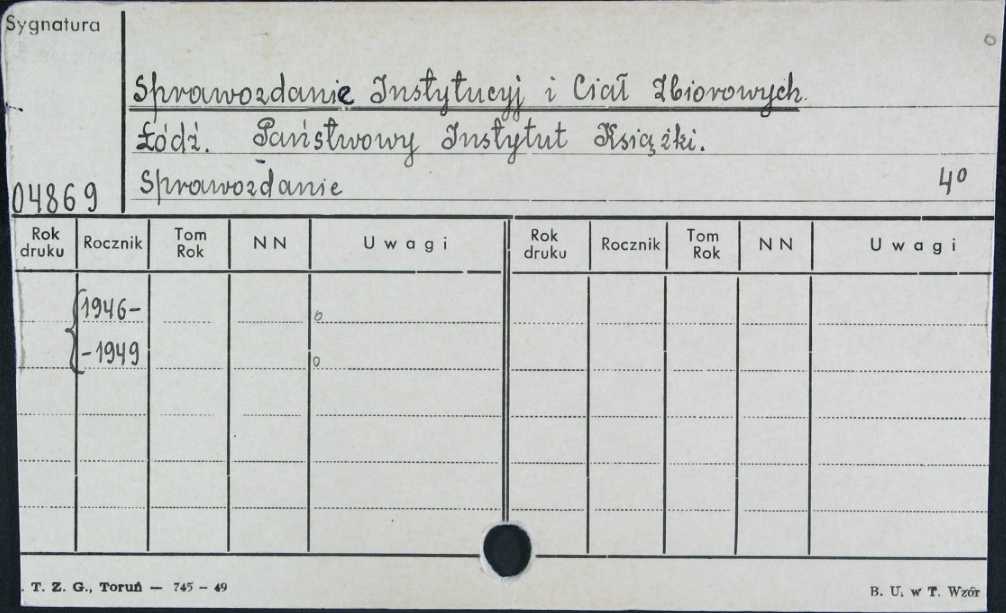 Sygnatura
Sprawozdanie Instytucyj i Ciał Zbiorowych.
Łódź. Państwowy Instytut Książki.
Sprawozdanie 4º
04869
Rok druku Rocznik Tom Rok NN Uwagi Rok druku Rocznik Tom Rok NN Uwagi
1946-
-1949
T. Z. G., Toruń — 745 – 49
B. U. w T. Wzór